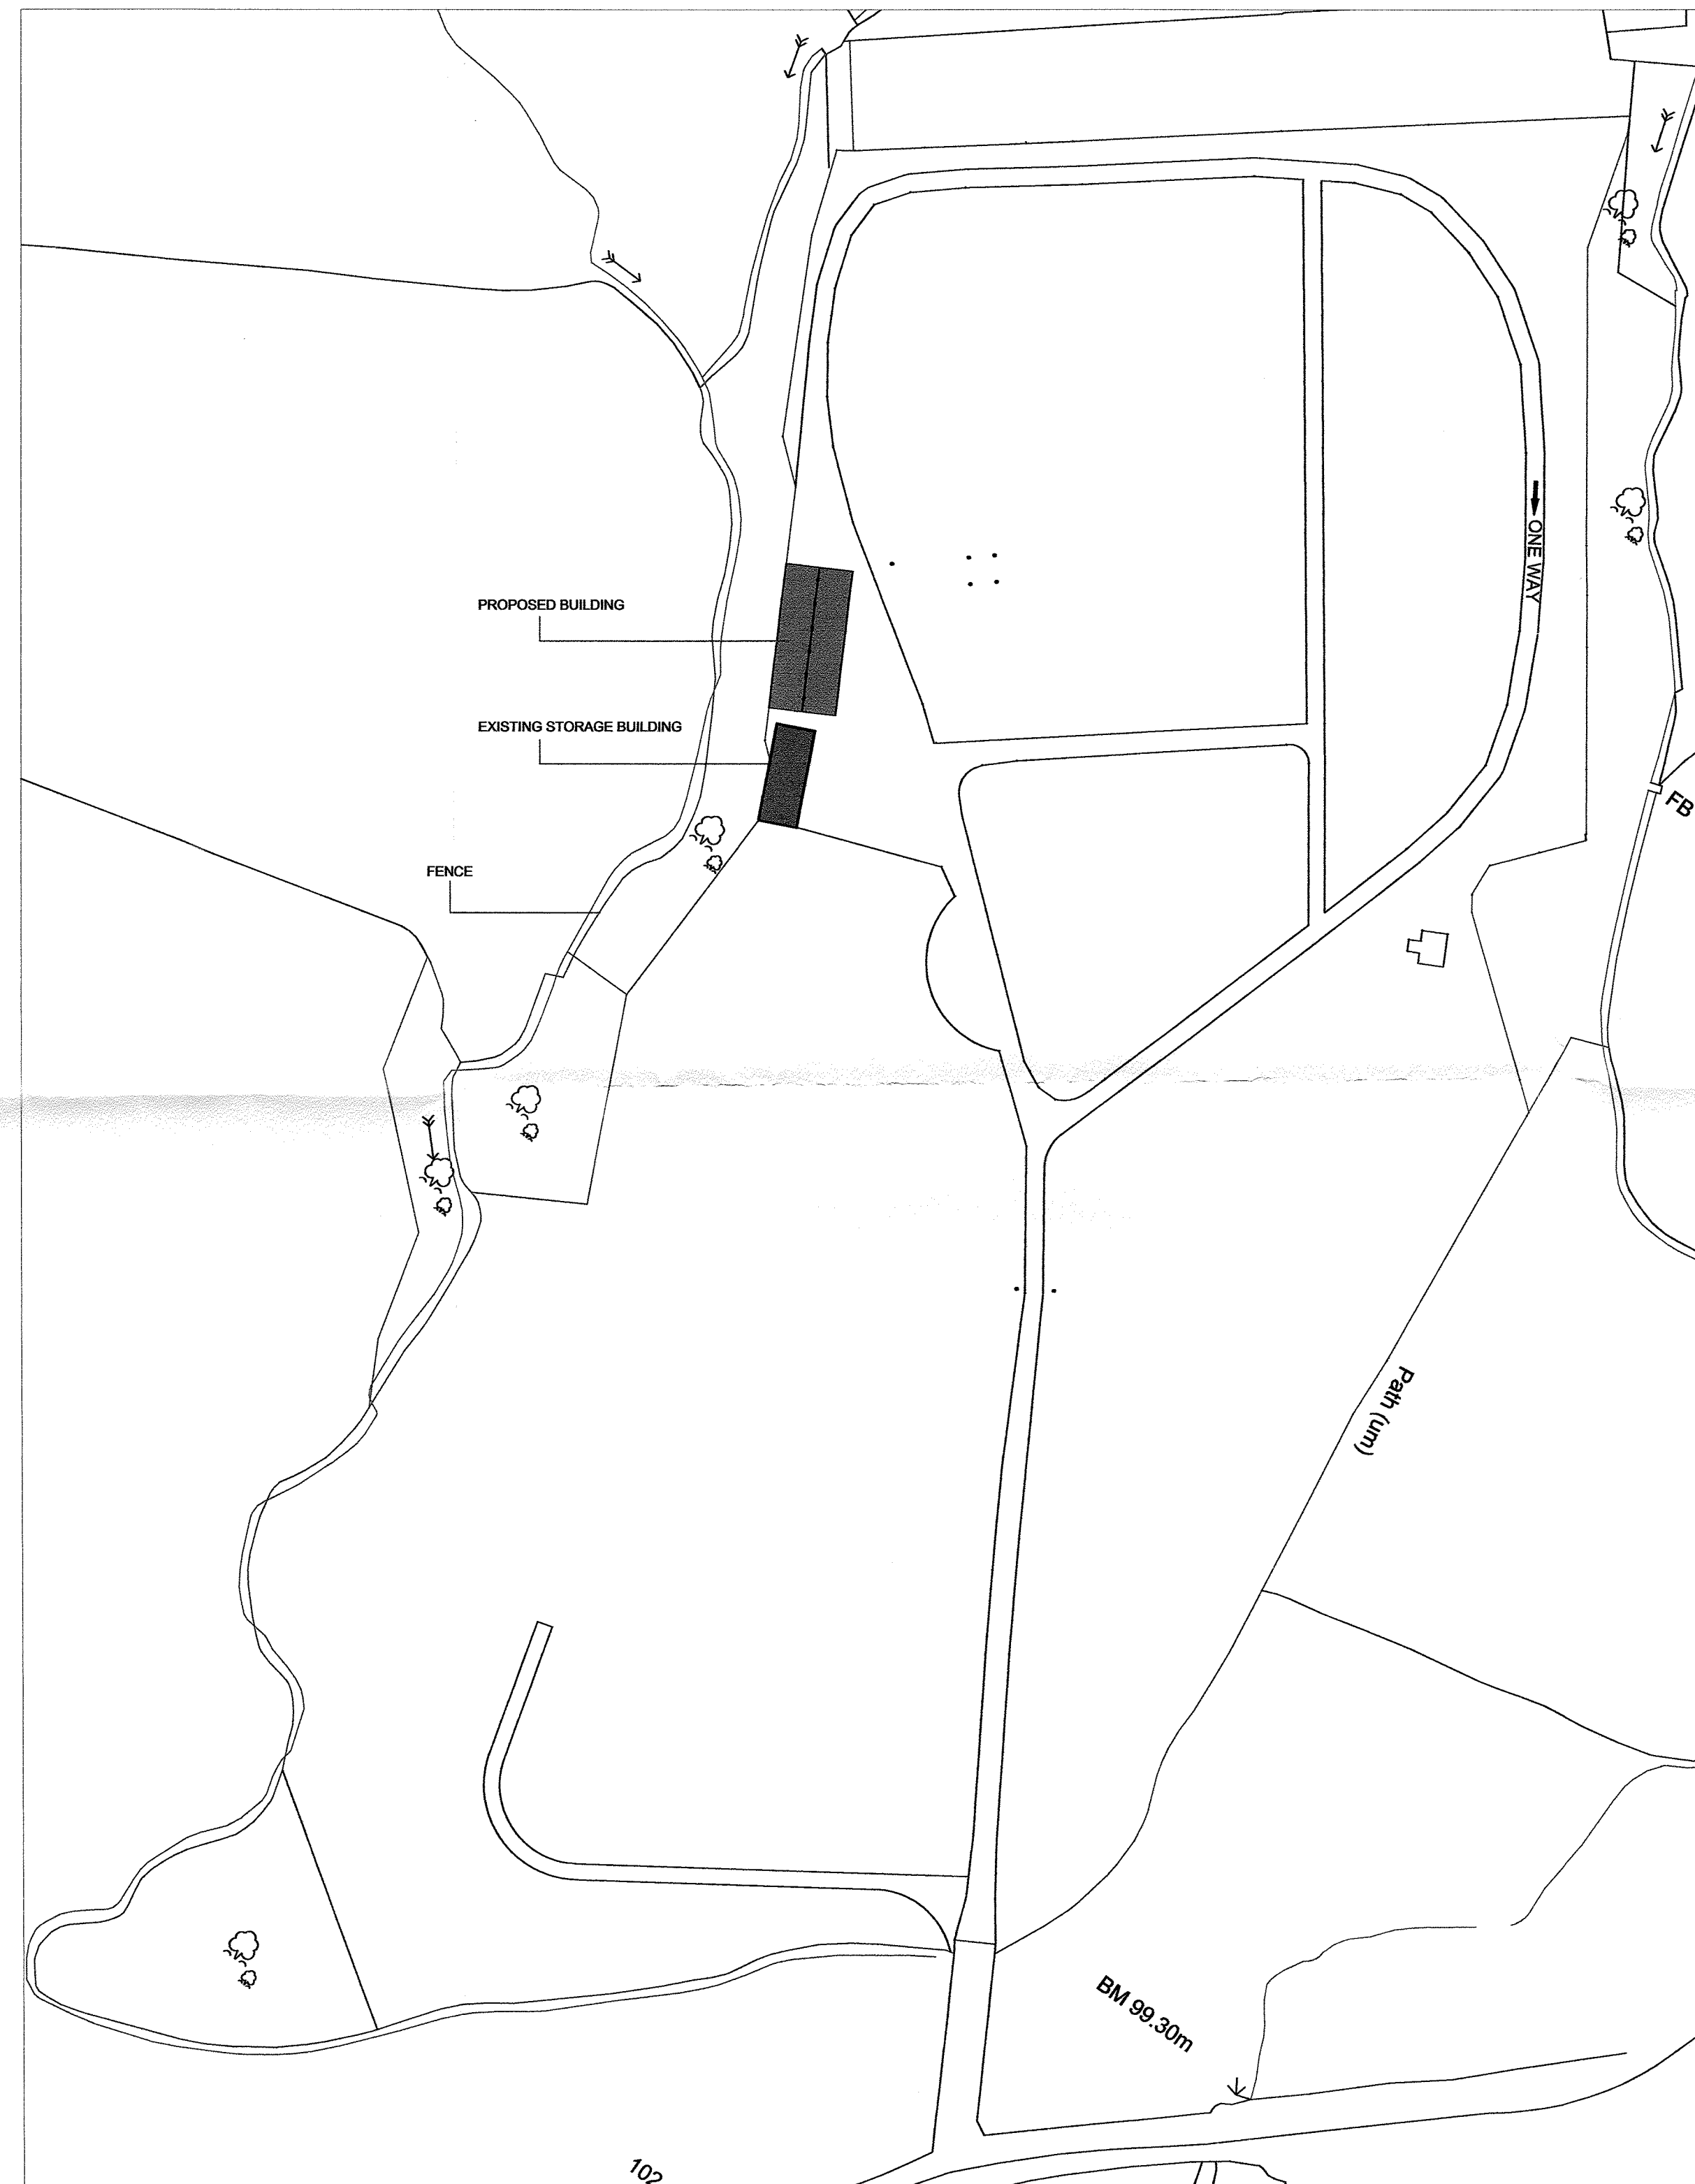 ONE WAY
PROPOSED BUILDING
EXISTING STORAGE BUILDING
FB
FENCE
Path (um)
BM 99.30m
102